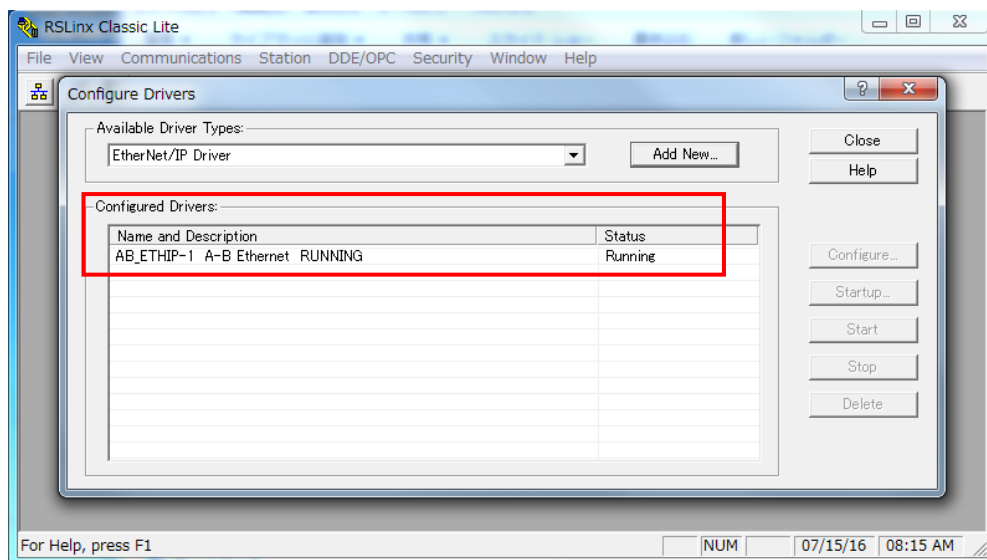 RSLinx Classic Lite
File View Communications Station DDE/OPC Security Window Help
Configure Drivers
Available Driver Types:
EtherNet/IP Driver
Add New...
Close
Help
Configured Drivers:
Name and Description Status
AB_ETHIP-1 A-B Ethernet RUNNING Running
Configure...
Startup...
Start
Stop
Delete
For Help, press F1 NUM 07/15/16 08:15 AM